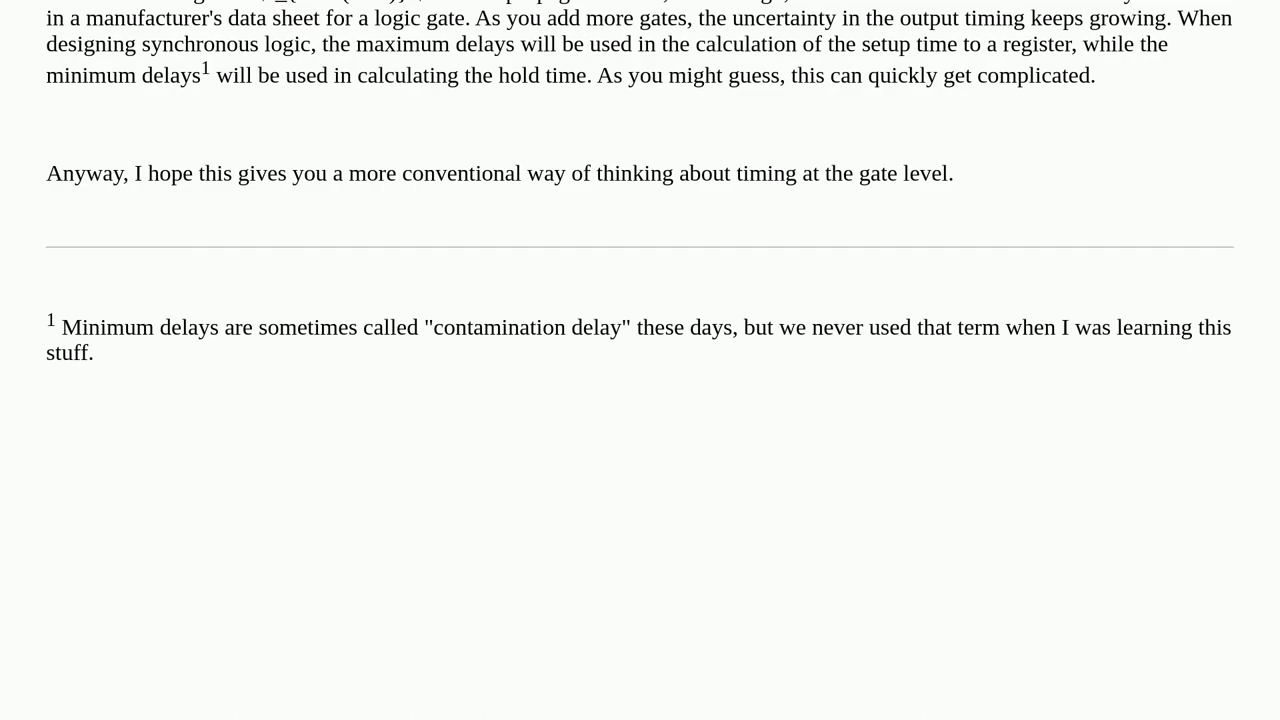 in a manufacturer's data sheet for a logic gate. As you add more gates, the uncertainty in the output timing keeps growing. When
designing synchronous logic, the maximum delays will be used in the calculation of the setup time to a register, while the
minimum delays1 will be used in calculating the hold time. As you might guess, this can quickly get complicated.
Anyway, I hope this gives you a more conventional way of thinking about timing at the gate level.
1 Minimum delays are sometimes called "contamination delay" these days, but we never used that term when I was learning this
stuff.